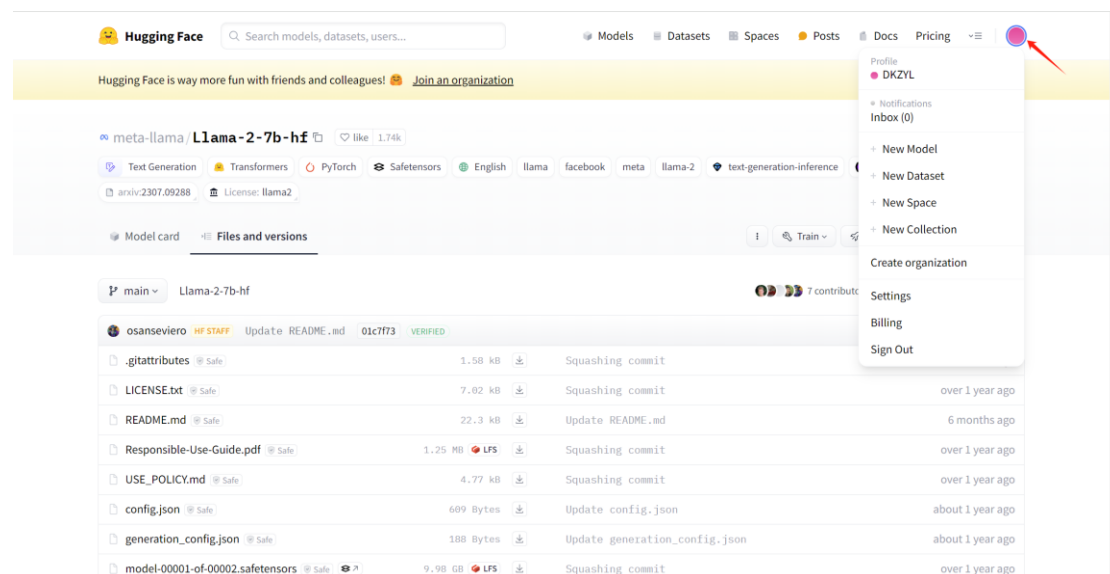 Hugging Face Search models, datasets, users... Models Datasets Spaces Posts Docs Pricing
Hugging Face is way more fun with friends and colleagues! Join an organization
Profile
DKZYL
Notifications
Inbox (0)
New Model
New Dataset
New Space
New Collection
Create organization
Settings
Billing
Sign Out
meta-llama/Llama-2-7b-hf like 1.74k
Text Generation Transformers PyTorch Safetensors English llama facebook meta llama-2 text-generation-inference
arxiv:2307.09288 License: llama2
Model card Files and versions Train
main Llama-2-7b-hf 7 contributo
osanseviero HF STAFF Update README.md 01c7f73 VERIFIED
.gitattributes Safe 1.58 kB Squashing commit
LICENSE.txt Safe 7.02 kB Squashing commit over 1 year ago
README.md Safe 22.3 kB Update README.md 6 months ago
Responsible-Use-Guide.pdf Safe 1.25 MB LFS Squashing commit over 1 year ago
USE_POLICY.md Safe 4.77 kB Squashing commit over 1 year ago
config.json Safe 609 Bytes Update config.json about 1 year ago
generation_config.json Safe 188 Bytes Update generation_config.json about 1 year ago
model-00001-of-00002.safetensors Safe 9.98 GB LFS Squashing commit over 1 year ago